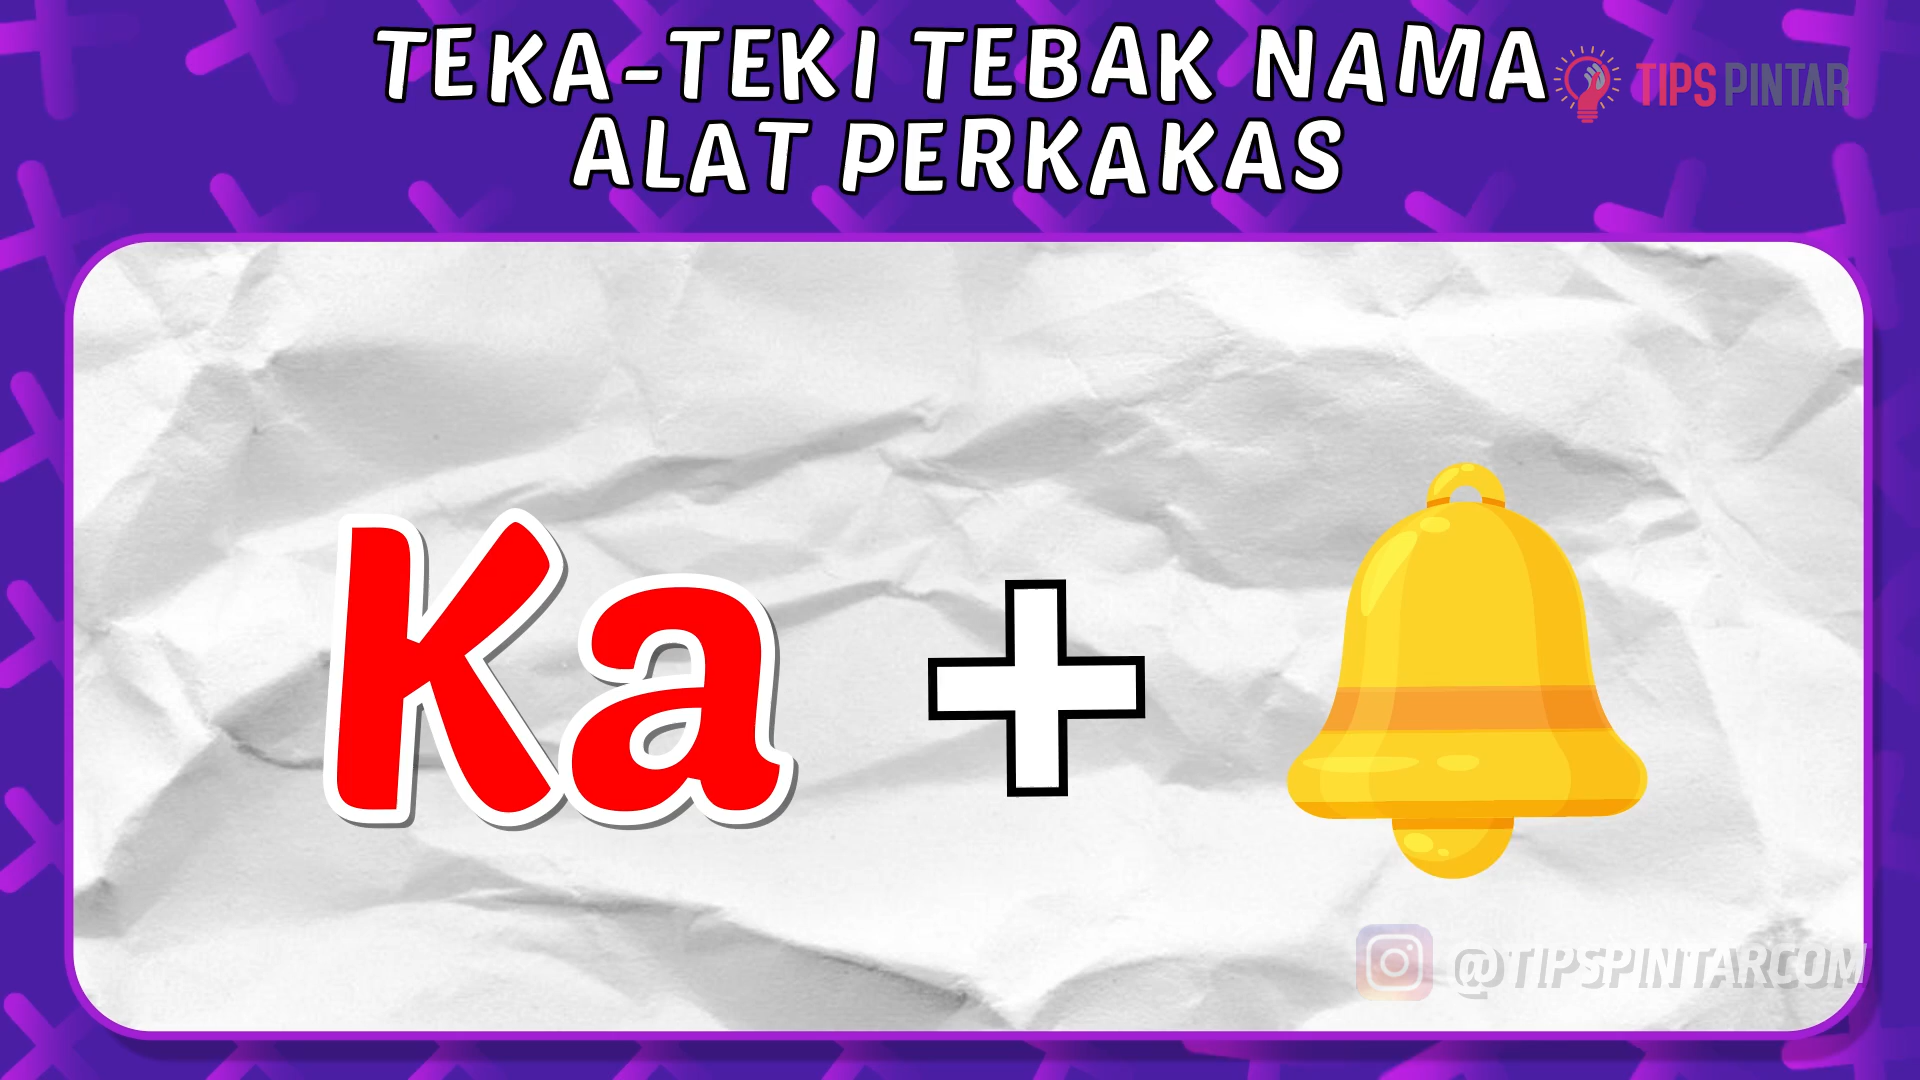 TEKA-TEKI TEBAK NAMA
TIPS PINTAR
ALAT PERKAKAS
Ka
@TIPSPINTARCOM